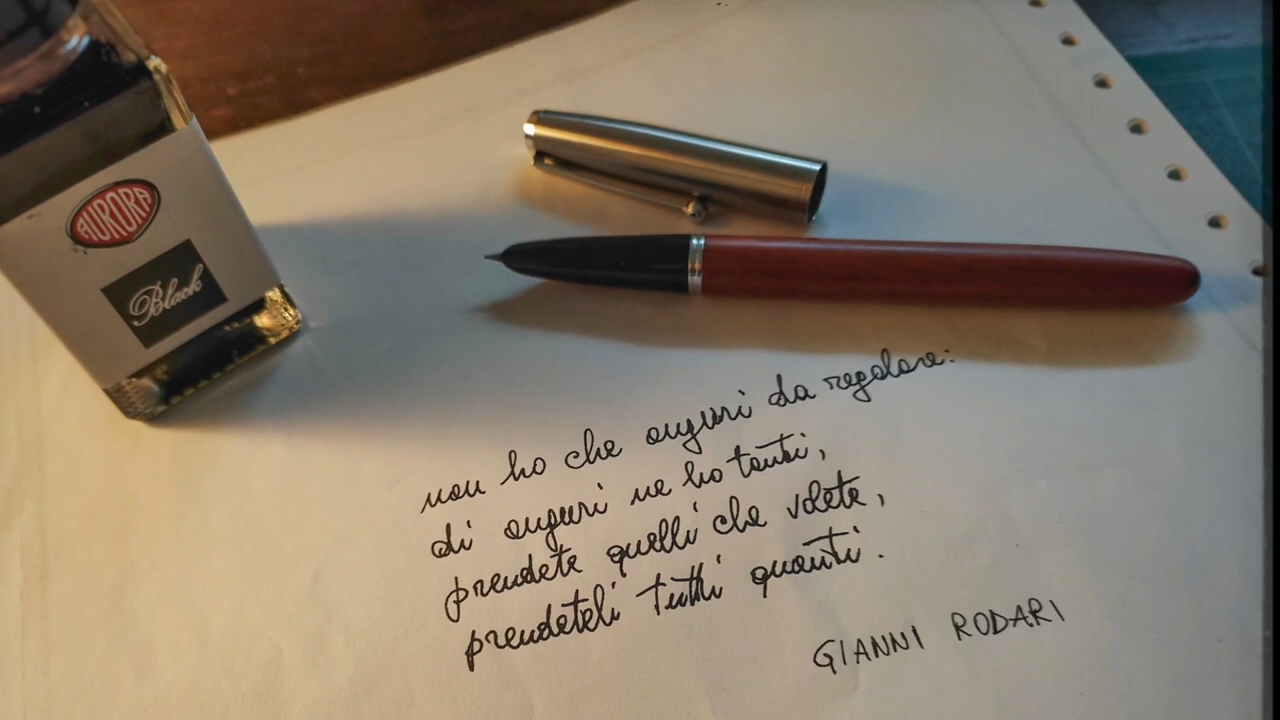 AURORA
Black
non ho che auguri da regalare:
di auguri ne ho tanti,
prendete quelli che volete,
prendeteli tutti quanti.
GIANNI RODARI